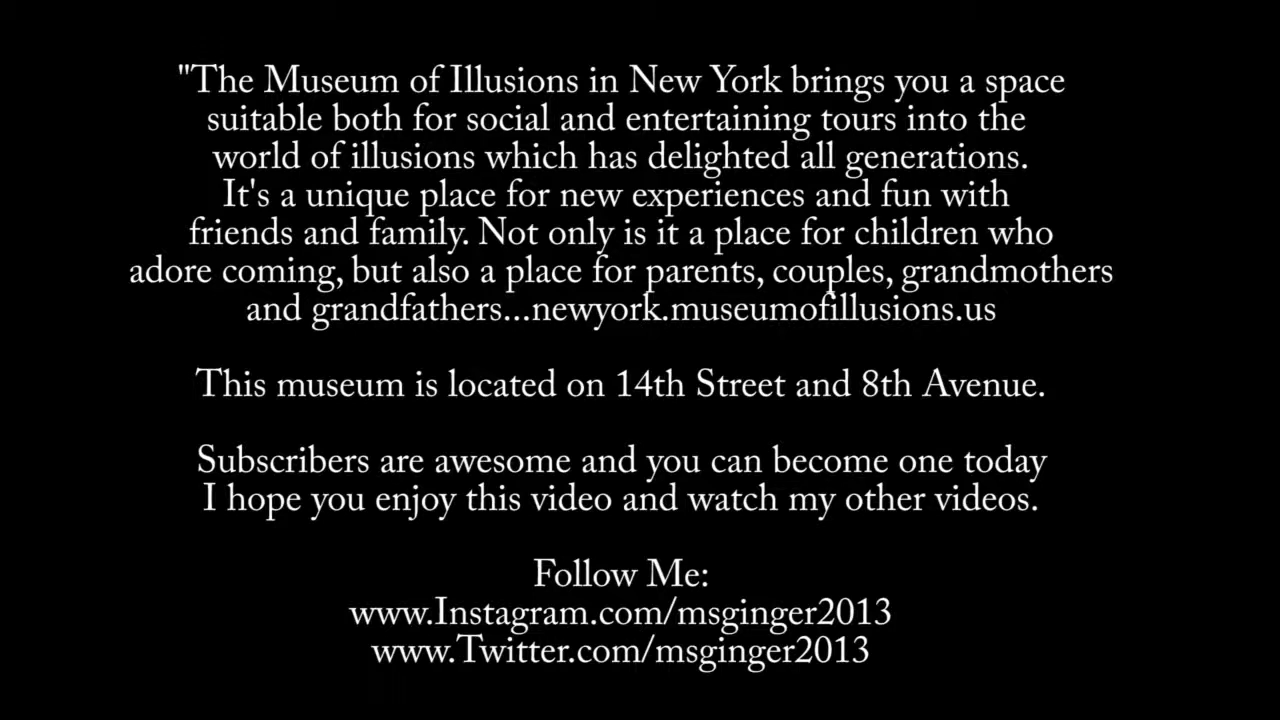 "The Museum of Illusions in New York brings you a space
suitable both for social and entertaining tours into the
world of illusions which has delighted all generations.
It's a unique place for new experiences and fun with
friends and family. Not only is it a place for children who
adore coming, but also a place for parents, couples, grandmothers
and grandfathers...newyork.museumofillusions.us
This museum is located on 14th Street and 8th Avenue.
Subscribers are awesome and you can become one today
I hope you enjoy this video and watch my other videos.
Follow Me:
www.Instagram.com/msginger2013
www.Twitter.com/msginger2013